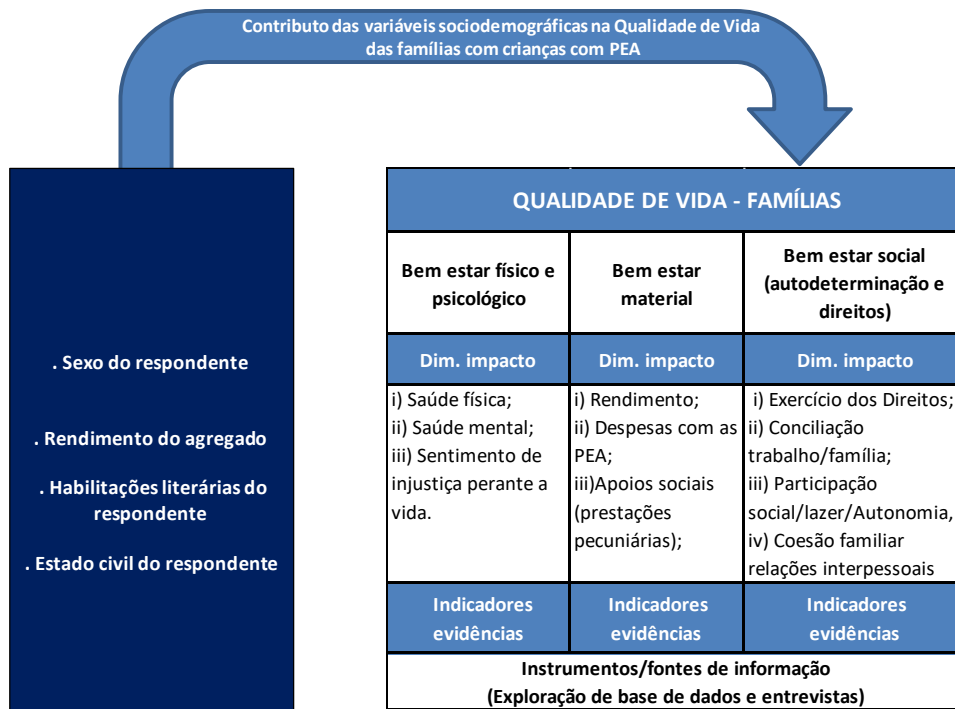 Contributo das variáveis sociodemográficas na Qualidade de Vida
das famílias com crianças com PEA
. Sexo do respondente
. Rendimento do agregado
. Habilitações literárias do
respondente
. Estado civil do respondente
QUALIDADE DE VIDA - FAMÍLIAS
Bem estar físico e
psicológico
Bem estar
material
Bem estar social
(autodeterminação e
direitos)
Dim. impacto
Dim. impacto
Dim. impacto
i) Saúde física;
ii) Saúde mental;
iii) Sentimento de
injustiça perante a
vida.
i) Rendimento;
ii) Despesas com as
PEA;
iii)Apoios sociais
(prestações
pecuniárias);
i) Exercício dos Direitos;
ii) Conciliação
trabalho/família;
iii) Participação
social/lazer/Autonomia,
iv) Coesão familiar
relações interpessoais
Indicadores
evidências
Indicadores
evidências
Indicadores
evidências
Instrumentos/fontes de informação
(Exploração de base de dados e entrevistas)